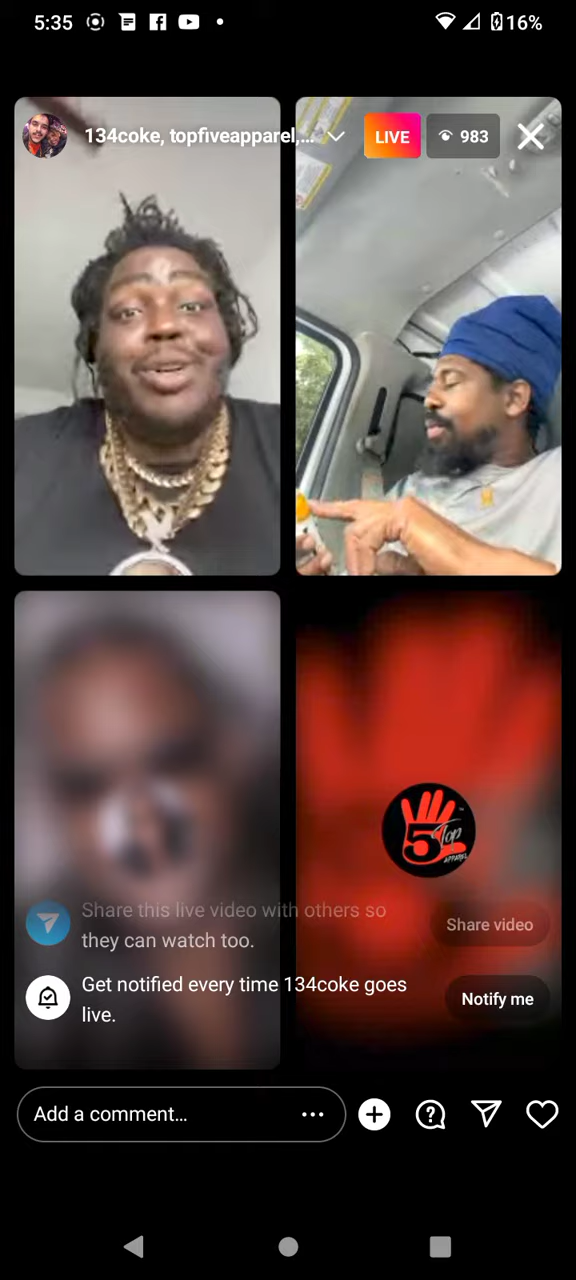 5:35
16%
134coke, topfiveapparel,...
LIVE
983
5 Top
APPAREL
Share this live video with others so
they can watch too.
Share video
Get notified every time 134coke goes
live.
Notify me
Add a comment...